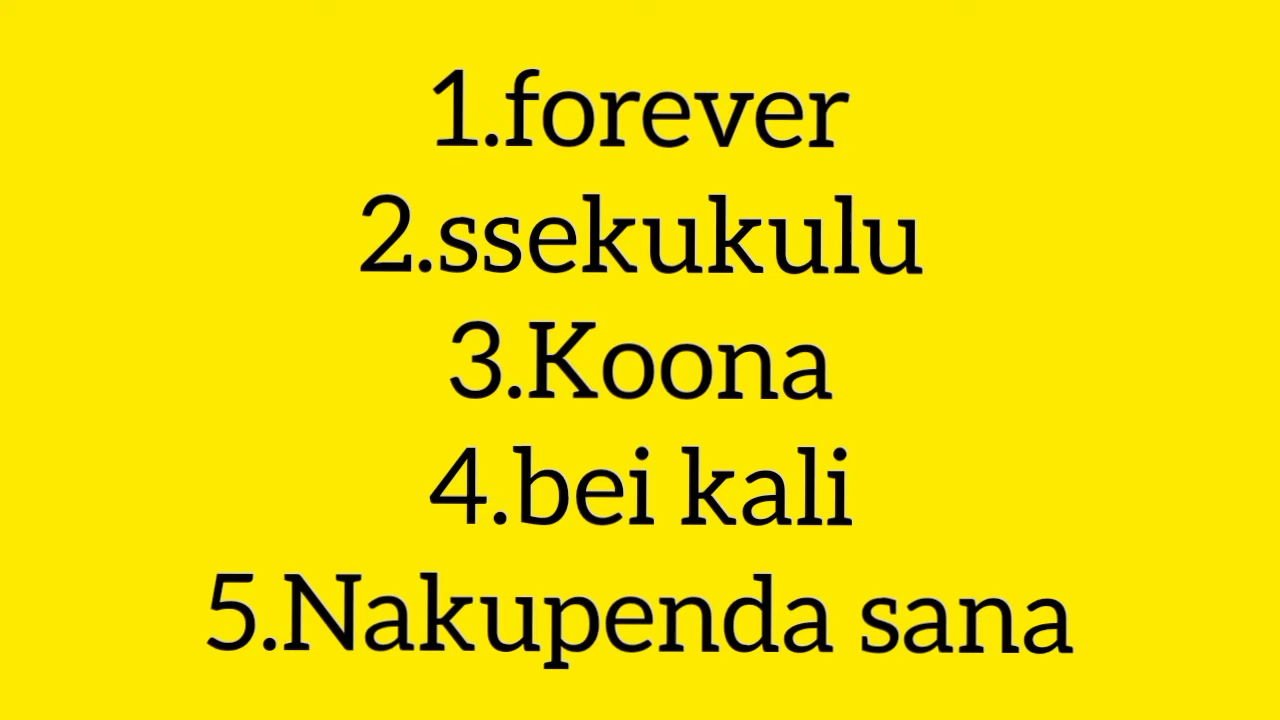 1.forever
2.ssekukulu
3.Koona
4.bei kali
5.Nakupenda sana